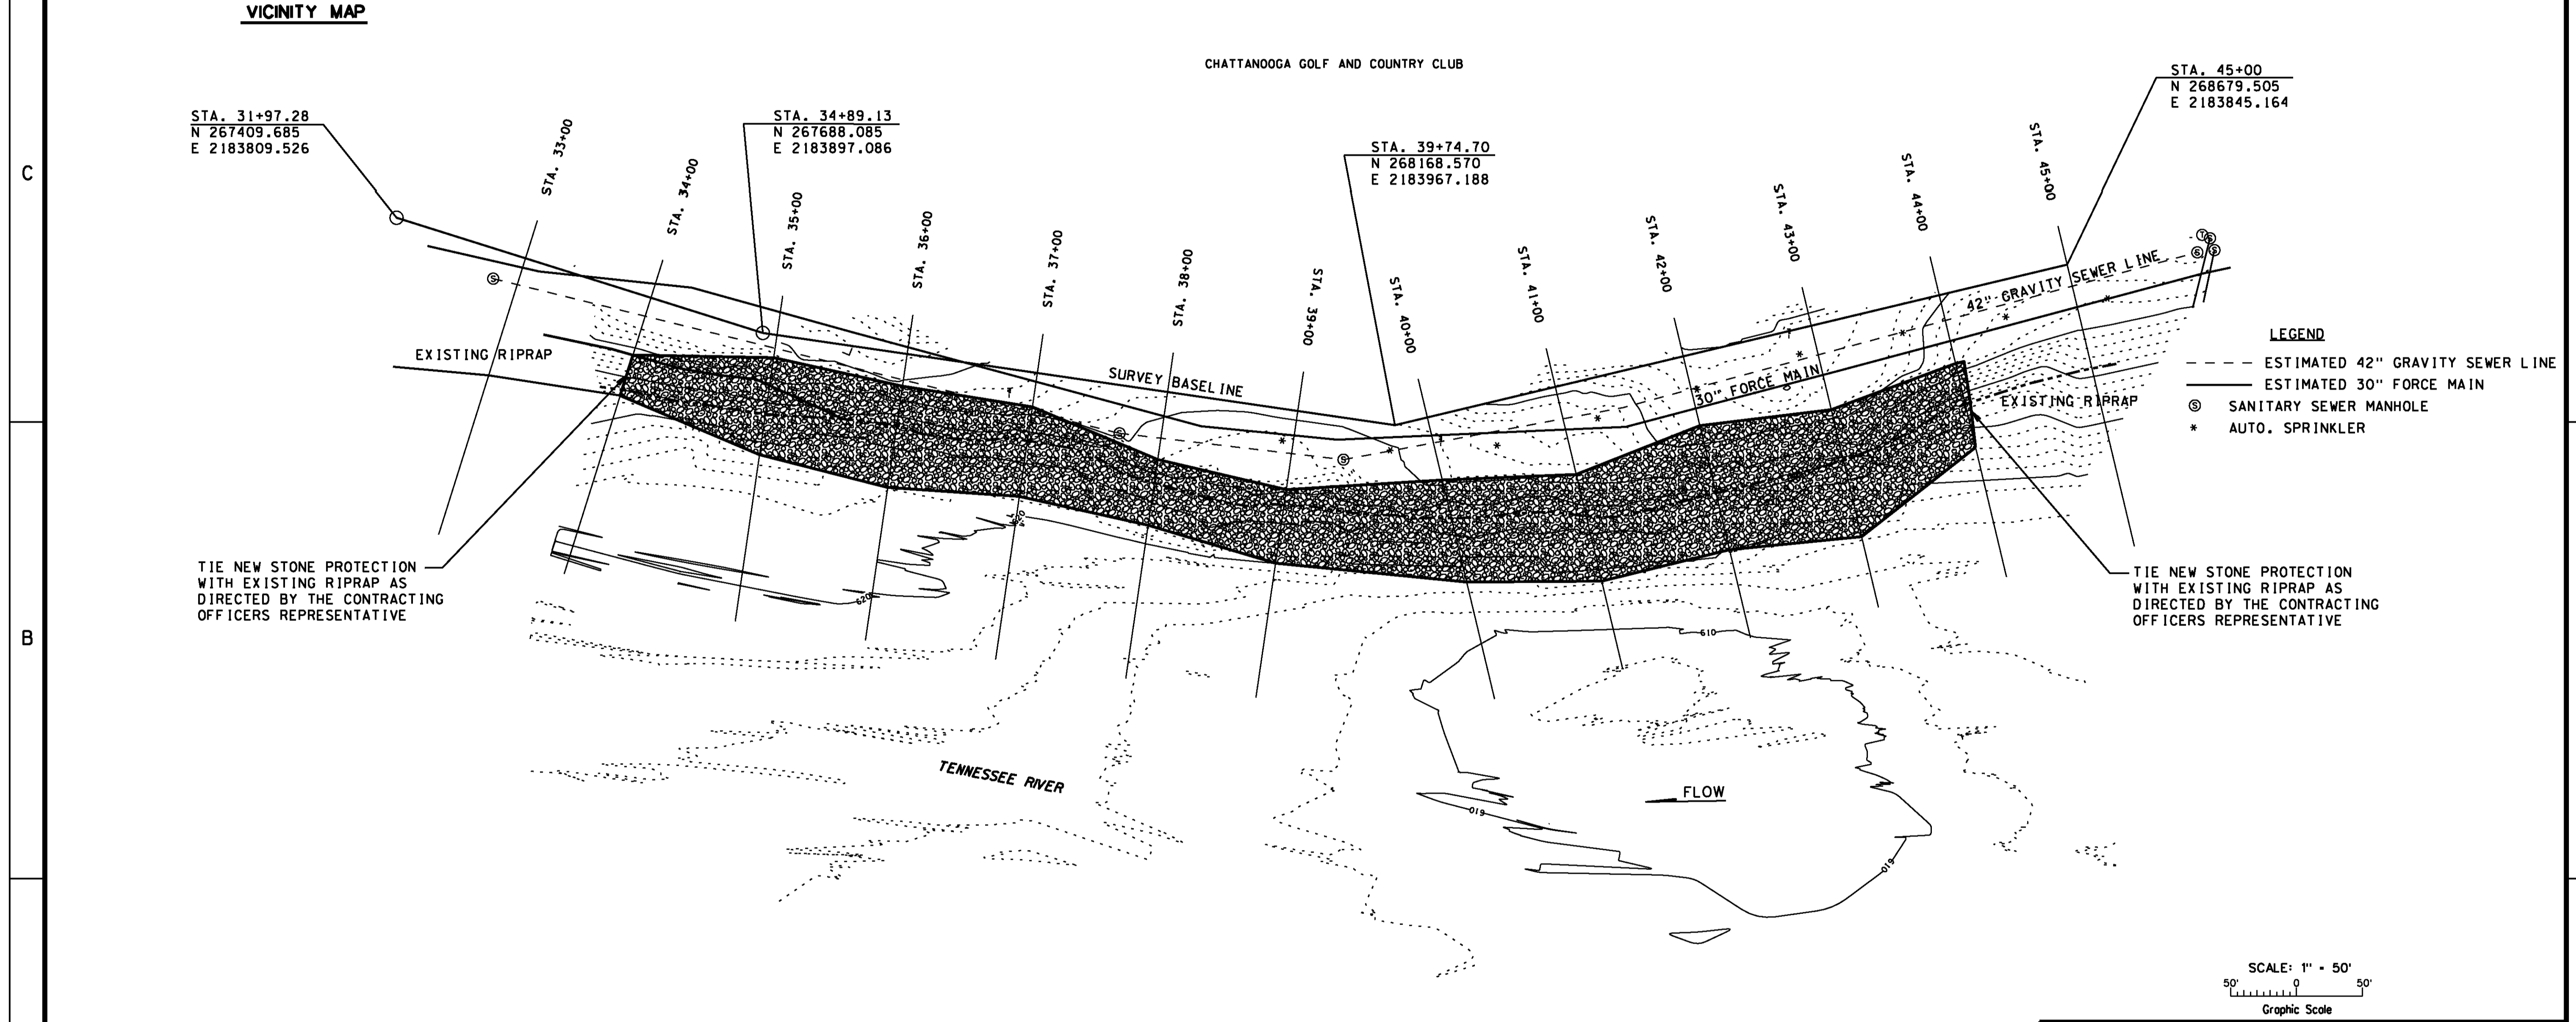 VICINITY MAP
CHATTANOOGA GOLF AND COUNTRY CLUB
STA. 31+97.28
N 267409.685
E 2183809.526
STA. 34+89.13
N 267688.085
E 2183897.086
STA. 39+74.70
N 268168.570
E 2183967.188
STA. 45+00
N 268679.505
E 2183845.164
C
STA. 33+00
STA. 34+00
STA. 35+00
STA. 36+00
STA. 37+00
STA. 38+00
STA. 39+00
STA. 40+00
STA. 41+00
STA. 42+00
STA. 43+00
STA. 44+00
STA. 45+00
42" GRAVITY SEWER LINE
EXISTING RIPRAP
SURVEY BASELINE
30" FORCE MAIN
EXISTING RIPRAP
LEGEND
ESTIMATED 42" GRAVITY SEWER LINE
ESTIMATED 30" FORCE MAIN
S SANITARY SEWER MANHOLE
* AUTO. SPRINKLER
TIE NEW STONE PROTECTION
WITH EXISTING RIPRAP AS
DIRECTED BY THE CONTRACTING
OFFICERS REPRESENTATIVE
TIE NEW STONE PROTECTION
WITH EXISTING RIPRAP AS
DIRECTED BY THE CONTRACTING
OFFICERS REPRESENTATIVE
B
620
620
610
610
610
TENNESSEE RIVER
FLOW
SCALE: 1" = 50'
50' 0 50'
Graphic Scale